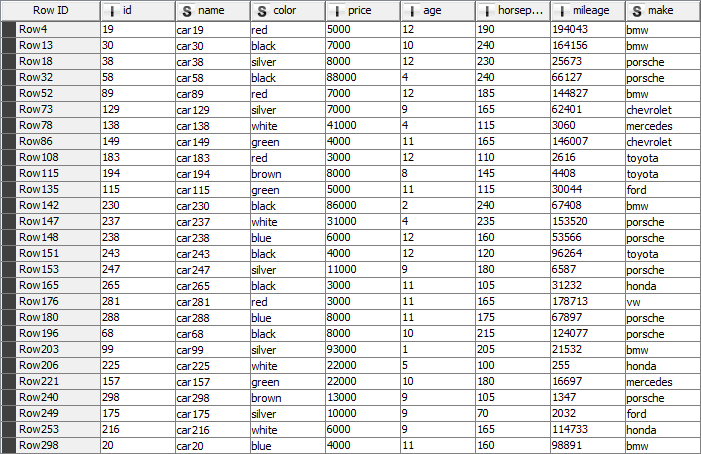 Row ID I id S name S color I price I age I horsep... I mileage S make
Row4 19 car19 red 5000 12 190 194043 bmw
Row13 30 car30 black 7000 10 240 164156 bmw
Row18 38 car38 silver 8000 12 230 25673 porsche
Row32 58 car58 black 88000 4 240 66127 porsche
Row52 89 car89 red 7000 12 185 144827 bmw
Row73 129 car129 silver 7000 9 165 62401 chevrolet
Row78 138 car138 white 41000 4 115 3060 mercedes
Row86 149 car149 green 4000 11 165 146007 chevrolet
Row108 183 car183 red 3000 12 110 2616 toyota
Row115 194 car194 brown 8000 8 145 4408 toyota
Row135 115 car115 green 5000 11 115 30044 ford
Row142 230 car230 black 86000 2 240 67408 bmw
Row147 237 car237 white 31000 4 235 153520 porsche
Row148 238 car238 blue 6000 12 160 53566 porsche
Row151 243 car243 black 4000 12 120 96264 toyota
Row153 247 car247 silver 11000 9 180 6587 porsche
Row165 265 car265 black 3000 11 105 31232 honda
Row176 281 car281 red 3000 11 165 178713 vw
Row180 288 car288 blue 8000 11 175 67897 porsche
Row196 68 car68 black 8000 10 215 124077 porsche
Row203 99 car99 silver 93000 1 205 21532 bmw
Row206 225 car225 white 22000 5 100 255 honda
Row221 157 car157 green 22000 10 180 16697 mercedes
Row240 298 car298 brown 13000 9 105 1347 porsche
Row249 175 car175 silver 10000 9 70 2032 ford
Row253 216 car216 white 6000 9 165 114733 honda
Row298 20 car20 blue 4000 11 160 98891 bmw